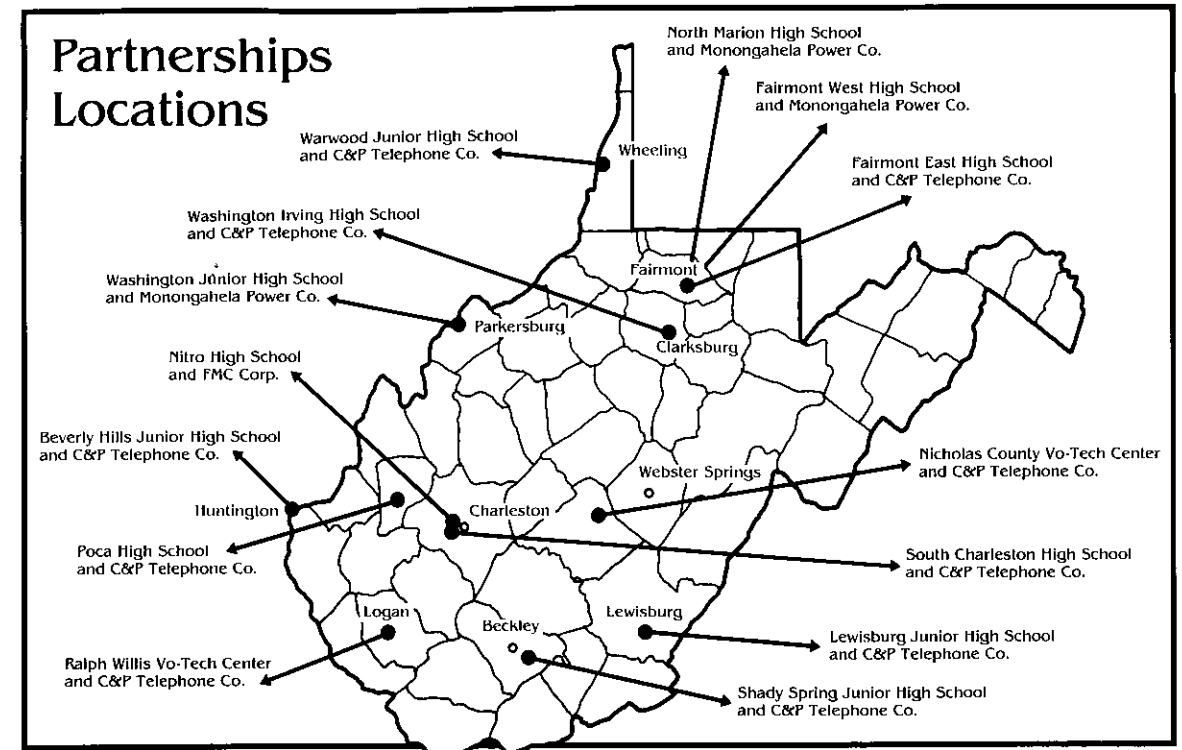 Partnerships
Locations
North Marion High School
and Monongahela Power Co.
Fairmont West High School
and Monongahela Power Co.
Warwood Junior High School
and C&P Telephone Co.
Wheeling
Fairmont East High School
and C&P Telephone Co.
Washington Irving High School
and C&P Telephone Co.
Fairmont
Washington Junior High School
and Monongahela Power Co.
Parkersburg
Clarksburg
Nitro High School
and FMC Corp.
Beverly Hills Junior High School
and C&P Telephone Co.
Nicholas County Vo-Tech Center
and C&P Telephone Co.
Webster Springs
Huntington
Charleston
Poca High School
and C&P Telephone Co.
South Charleston High School
and C&P Telephone Co.
Logan
Beckley
Lewisburg
Lewisburg Junior High School
and C&P Telephone Co.
Ralph Willis Vo-Tech Center
and C&P Telephone Co.
Shady Spring Junior High School
and C&P Telephone Co.